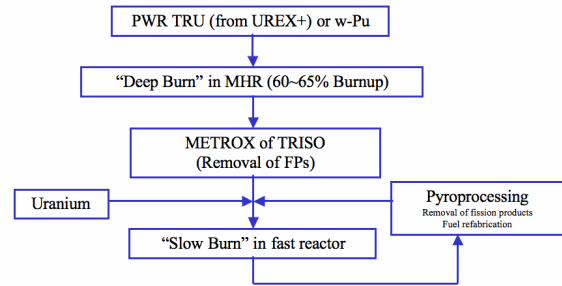 PWR TRU (from UREX+) or w-Pu
“Deep Burn” in MHR (60~65% Burnup)
METROX of TRISO
(Removal of FPs)
Uranium
Pyroprocessing
Removal of fission products
Fuel refabrication
“Slow Burn” in fast reactor